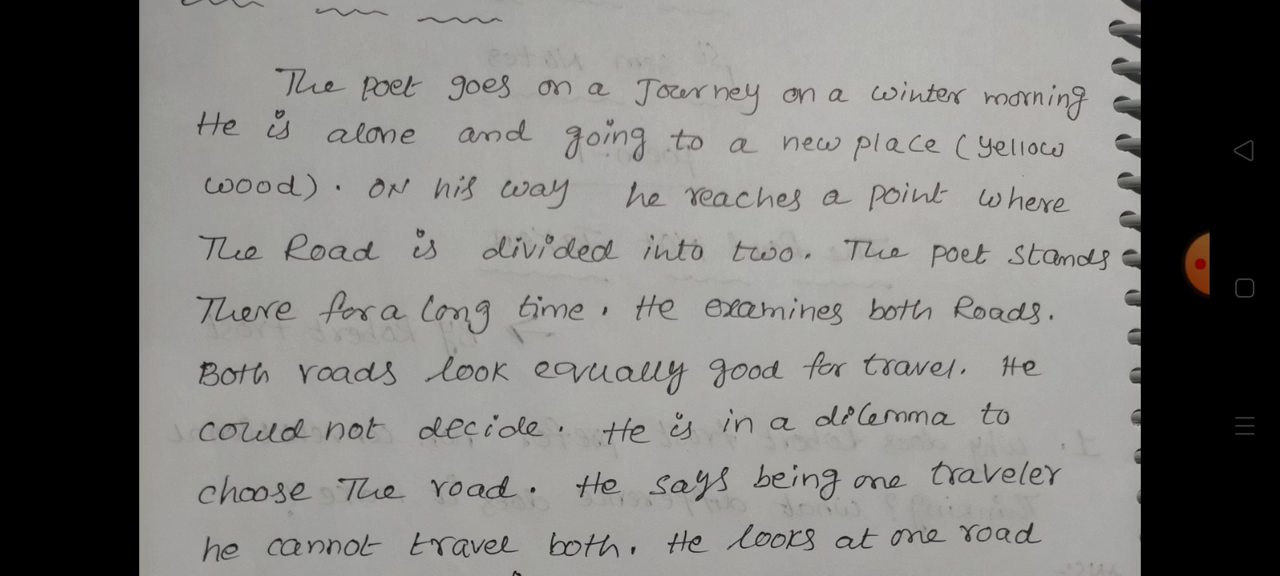 The poet goes on a Journey on a winter morning
He is alone and going to a new place (yellow
wood). ON his way he reaches a point where
The Road is divided into two. The poet stands
There for a long time. He examines both Roads.
Both roads look equally good for travel. He
could not decide. He is in a dilemma to
choose The road. He says being one traveler
he cannot travel both. He looks at one road